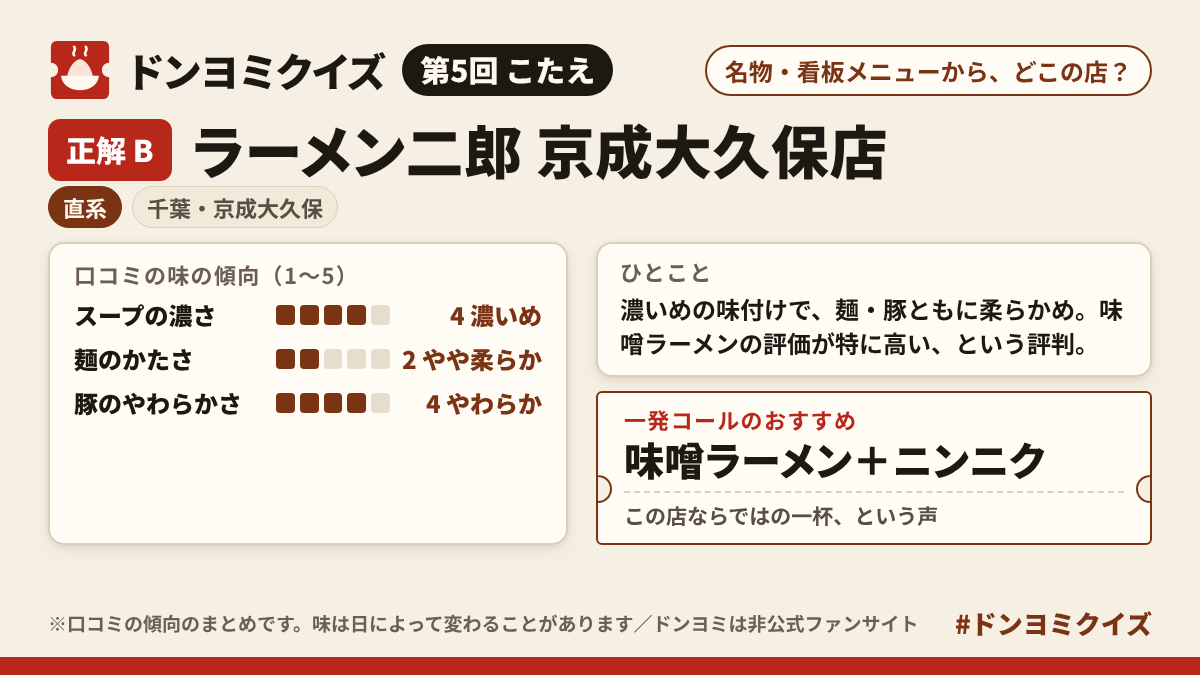 ドンヨミクイズ 第5回 こたえ 名物・看板メニューから、どこの店？
正解 B ラーメン二郎 京成大久保店
直系 千葉・京成大久保
口コミの味の傾向（1〜5）
スープの濃さ 4 濃いめ
麺のかたさ 2 やや柔らか
豚のやわらかさ 4 やわらか
ひとこと
濃いめの味付けで、麺・豚ともに柔らかめ。味
噌ラーメンの評価が特に高い、という評判。
一発コールのおすすめ
味噌ラーメン＋ニンニク
この店ならではの一杯、という声
※口コミの傾向のまとめです。味は日によって変わることがあります／ドンヨミは非公式ファンサイト #ドンヨミクイズ